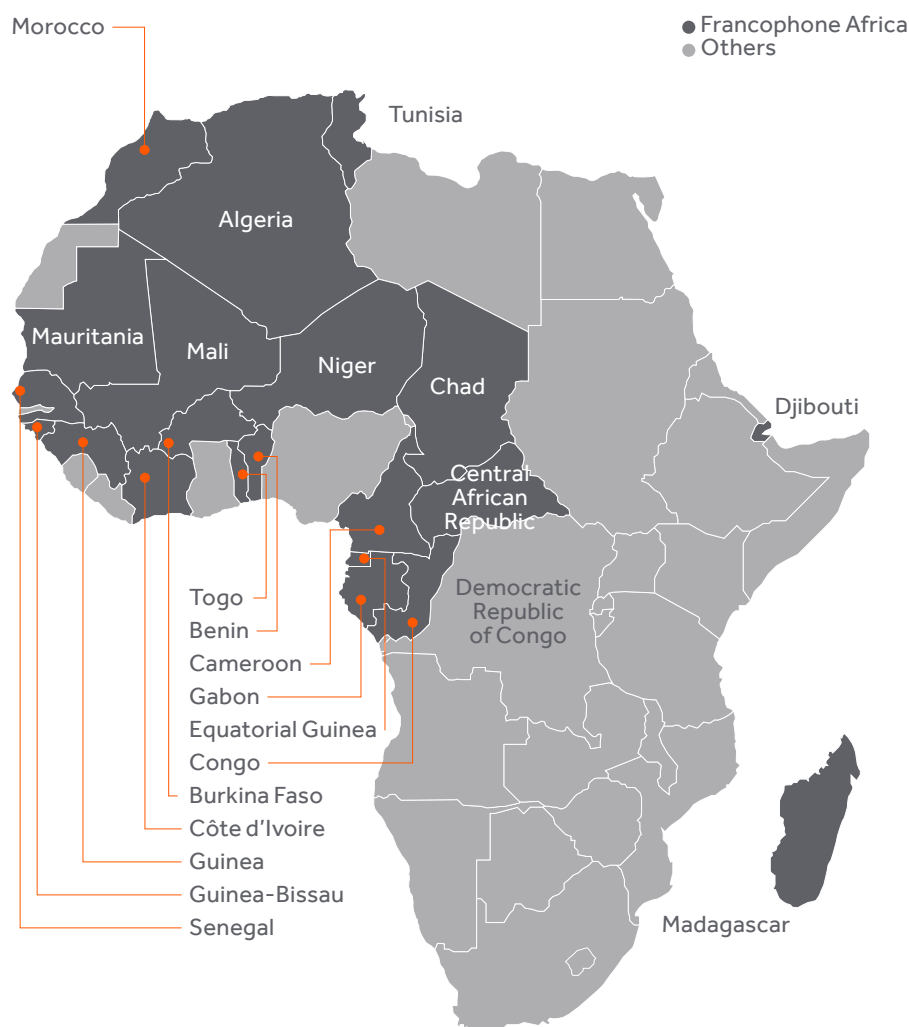 Morocco
Francophone Africa
Others
Tunisia
Algeria
Mauritania
Mali
Niger
Chad
Djibouti
Central
African
Republic
Democratic
Republic
of Congo
Togo
Benin
Cameroon
Gabon
Equatorial Guinea
Congo
Burkina Faso
Côte d’Ivoire
Guinea
Guinea-Bissau
Senegal
Madagascar